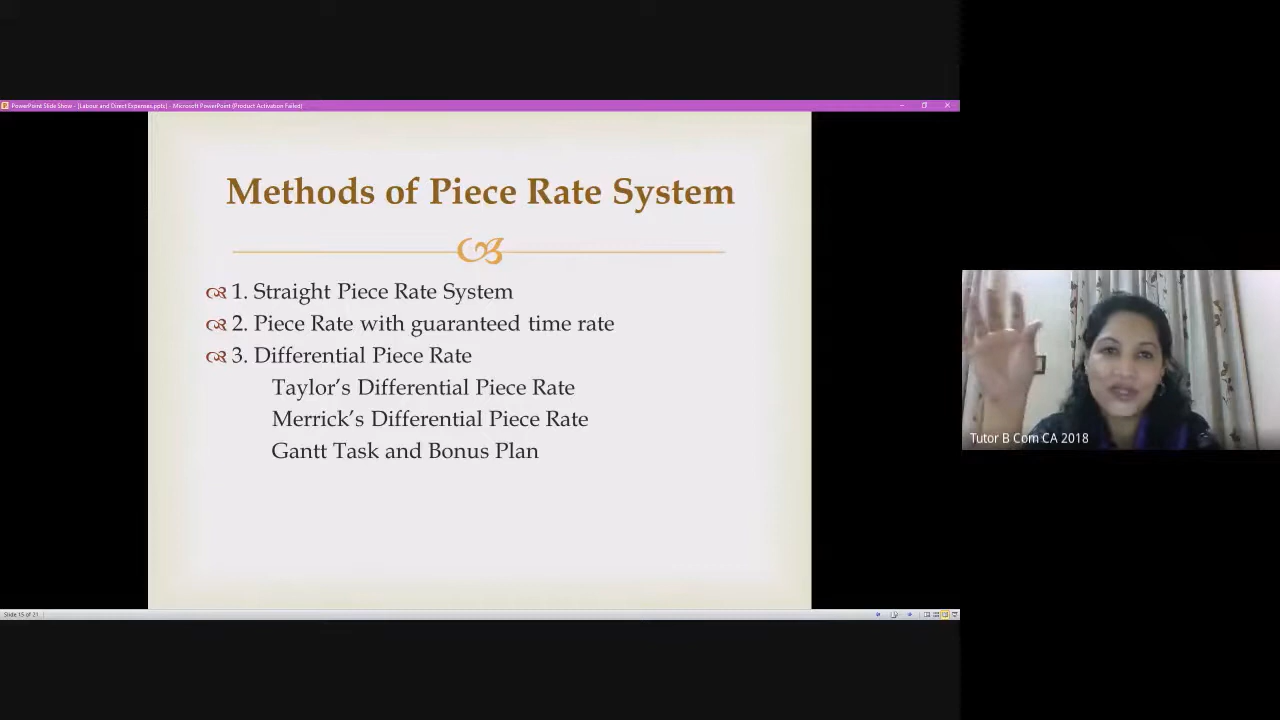 PowerPoint Slide Show - [Labour and Direct Expenses.pptx] - Microsoft PowerPoint (Product Activation Failed)
Methods of Piece Rate System
1. Straight Piece Rate System
2. Piece Rate with guaranteed time rate
3. Differential Piece Rate
Taylor’s Differential Piece Rate
Merrick’s Differential Piece Rate
Gantt Task and Bonus Plan
Tutor B Com CA 2018
Slide 15 of 21